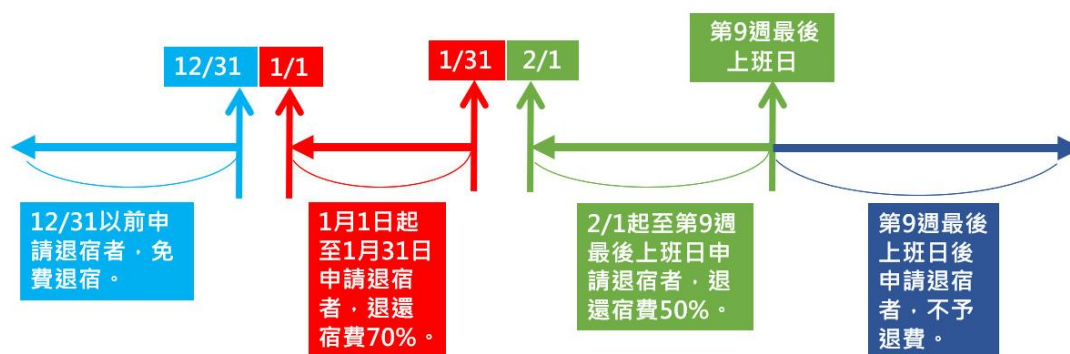 12/31
1/1
1/31
2/1
第9週最後
上班日
12/31以前申
請退宿者，免
費退宿。
1月1日起
至1月31日
申請退宿
者，退還
宿費70%。
2/1起至第9週
最後上班日申
請退宿者，退
還宿費50%。
第9週最後
上班日後
申請退宿
者，不予
退費。